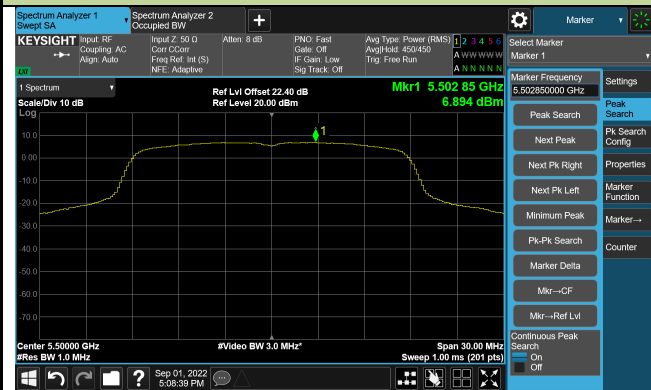 Spectrum Analyzer 1
Swept SA
Spectrum Analyzer 2
Occupied BW
+
Marker
KEYSIGHT
Input: RF
Coupling: AC
Align: Auto
Input Z: 50 Ω
Corr CCorr
Freq Ref: Int (S)
NFE: Adaptive
Atten: 8 dB
PNO: Fast
Gate: Off
IF Gain: Low
Sig Track: Off
Avg Type: Power (RMS)
Avg|Hold: 450/450
Trig: Free Run
1 2 3 4 5 6
A W W W W W
A N N N N N
LXI
Select Marker
Marker 1
1 Spectrum
Scale/Div 10 dB
Log
Ref Lvl Offset 22.40 dB
Ref Level 20.00 dBm
Mkr1 5.502 85 GHz
6.894 dBm
1
10.0
0.00
-10.0
-20.0
-30.0
-40.0
-50.0
-60.0
-70.0
Center 5.50000 GHz
#Res BW 1.0 MHz
#Video BW 3.0 MHz*
Span 30.00 MHz
Sweep 1.00 ms (201 pts)
Marker Frequency
5.502850000 GHz
Peak Search
Next Peak
Next Pk Right
Next Pk Left
Minimum Peak
Pk-Pk Search
Marker Delta
Mkr→CF
Mkr→Ref Lvl
Continuous Peak
Search
On
Off
Settings
Peak
Search
Pk Search
Config
Properties
Marker
Function
Marker→
Counter
?
Sep 01, 2022
5:08:39 PM